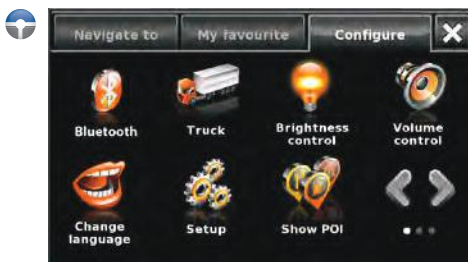 Navigate to
My favourite
Configure
Bluetooth
Truck
Brightness
control
Volume
control
Change
language
Setup
Show POI